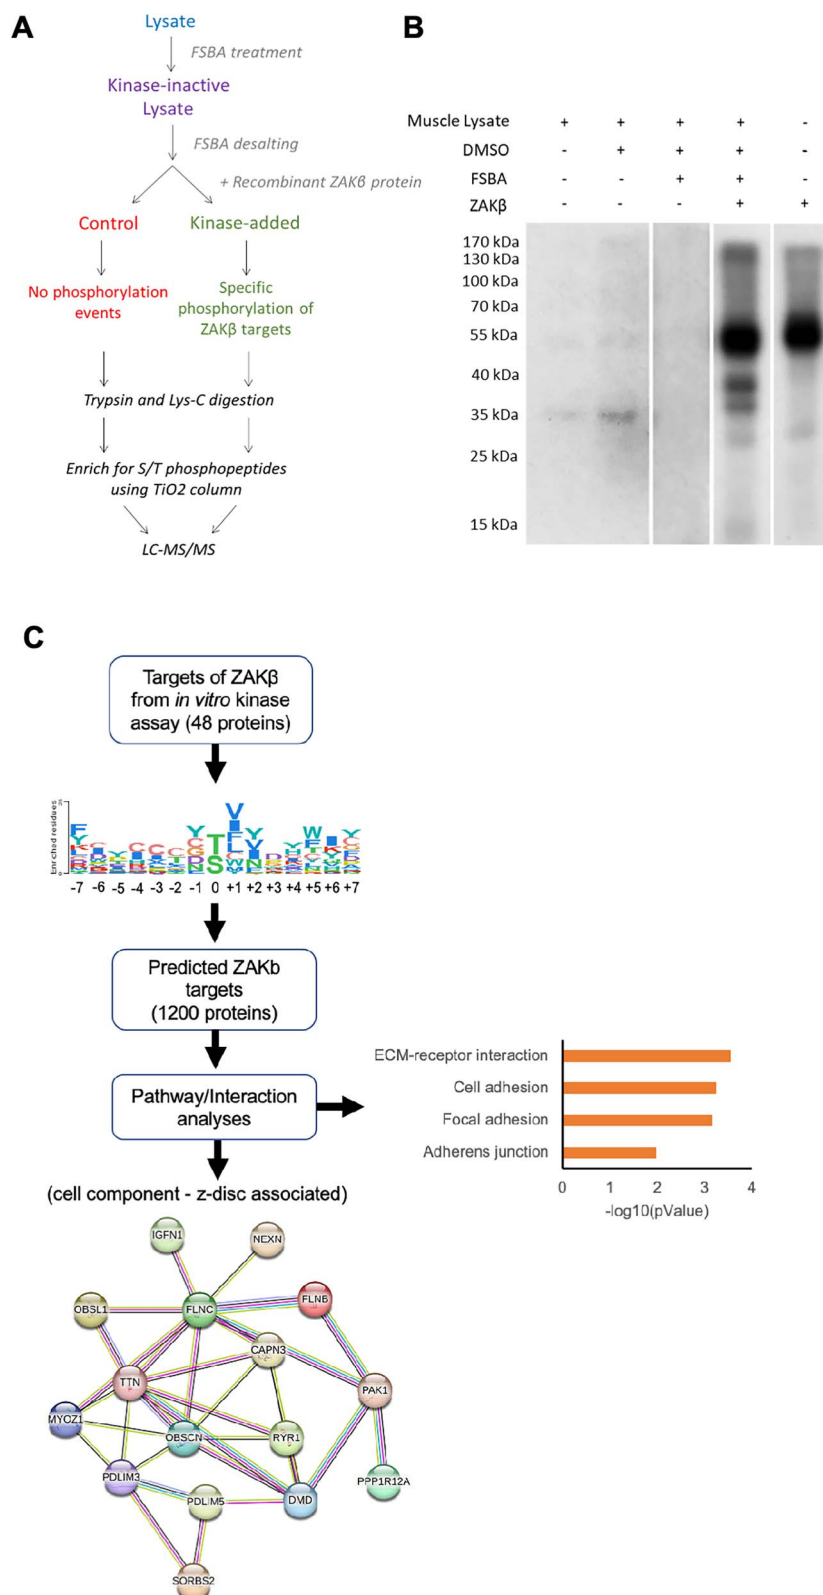 A
Lysate
FSBA treatment
Kinase-inactive
Lysate
FSBA desalting
+ Recombinant ZAKβ protein
Control
Kinase-added
No phosphorylation
events
Specific
phosphorylation of
ZAKβ targets
Trypsin and Lys-C digestion
Enrich for S/T phosphopeptides
using TiO2 column
LC-MS/MS
B
Muscle Lysate + + + + -
DMSO - + + + -
FSBA - - + + -
ZAKβ - - - + +
170 kDa
130 kDa
100 kDa
70 kDa
55 kDa
40 kDa
35 kDa
25 kDa
15 kDa
C
Targets of ZAKβ
from in vitro kinase
assay (48 proteins)
Enriched residues
-7 -6 -5 -4 -3 -2 -1 0 +1 +2 +3 +4 +5 +6 +7
Predicted ZAKb
targets
(1200 proteins)
Pathway/Interaction
analyses
ECM-receptor interaction
Cell adhesion
Focal adhesion
Adherens junction
0 1 2 3 4
-log10(pValue)
(cell component - z-disc associated)
IGFN1
NEXN
OBSL1
FLNC
FLNB
CAPN3
TTN
PAK1
MYOZ1
OBSCN
RYR1
PDLIM3
PPP1R12A
PDLIM5
DMD
SORBS2